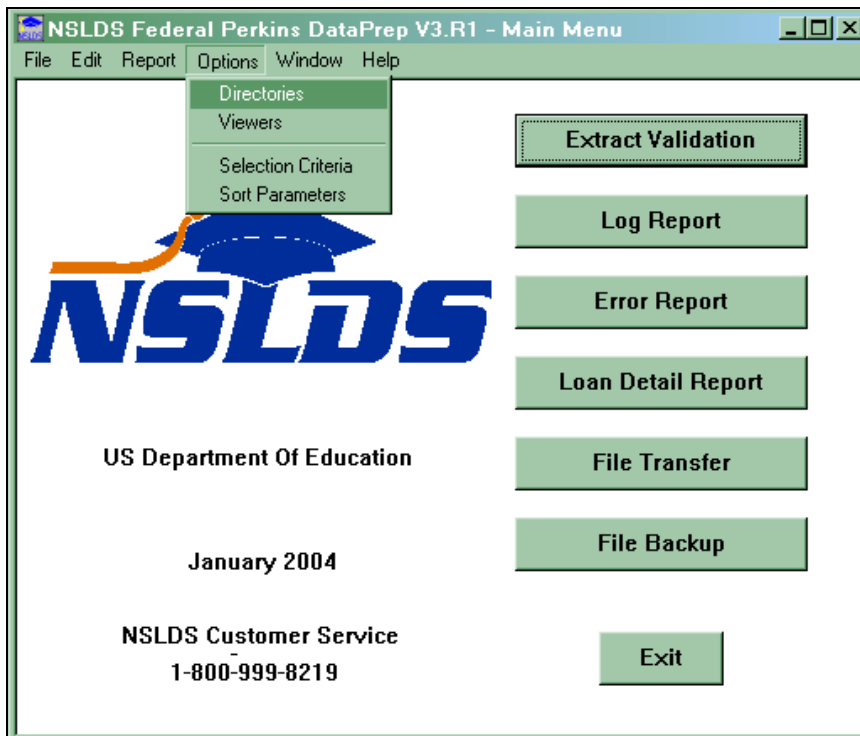 NSLDS Federal Perkins DataPrep V3.R1 - Main Menu
File Edit Report Options Window Help
Directories
Viewers
Selection Criteria
Sort Parameters
Extract Validation
Log Report
Error Report
Loan Detail Report
File Transfer
File Backup
Exit
NSLDS
US Department Of Education
January 2004
NSLDS Customer Service
1-800-999-8219